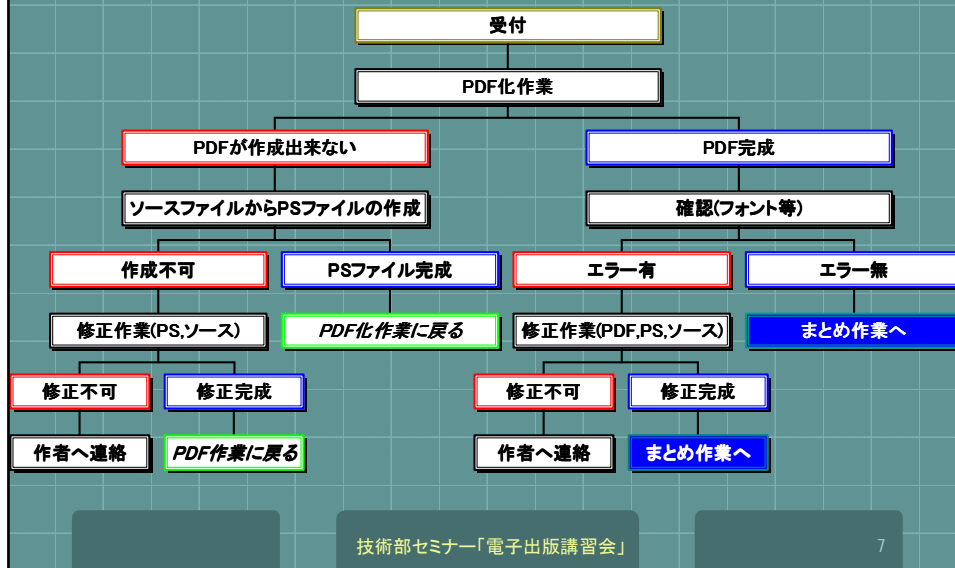 受付
PDF化作業
PDFが作成出来ない
PDF完成
ソースファイルからPSファイルの作成
確認(フォント等)
作成不可
PSファイル完成
エラー有
エラー無
修正作業(PS,ソース)
PDF化作業に戻る
修正作業(PDF,PS,ソース)
まとめ作業へ
修正不可
修正完成
修正不可
修正完成
作者へ連絡
PDF作業に戻る
作者へ連絡
まとめ作業へ
技術部セミナー「電子出版講習会」
7